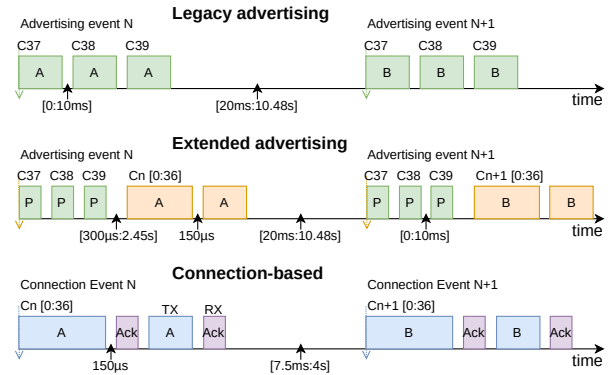 Legacy advertising
Advertising event N
Advertising event N+1
C37 C38 C39
C37 C38 C39
A A A
B B B
[0:10ms]
[20ms:10.48s]
time
Extended advertising
Advertising event N
Advertising event N+1
C37 C38 C39 Cn [0:36]
C37 C38 C39 Cn+1 [0:36]
P P P A A
P P P B B
[300µs:2.45s]
150µs
[20ms:10.48s]
[0:10ms]
time
Connection-based
Connection Event N
Connection Event N+1
Cn [0:36]
TX RX
Cn+1 [0:36]
A Ack A Ack
B Ack B Ack
150µs
[7.5ms:4s]
time